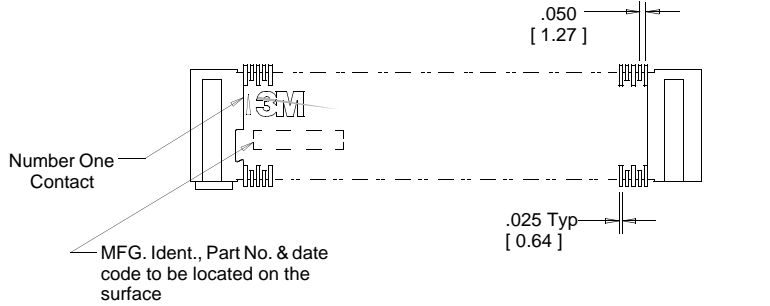 .050
[ 1.27 ]
3M
Number One
Contact
.025 Typ
[ 0.64 ]
MFG. Ident., Part No. & date
code to be located on the
surface